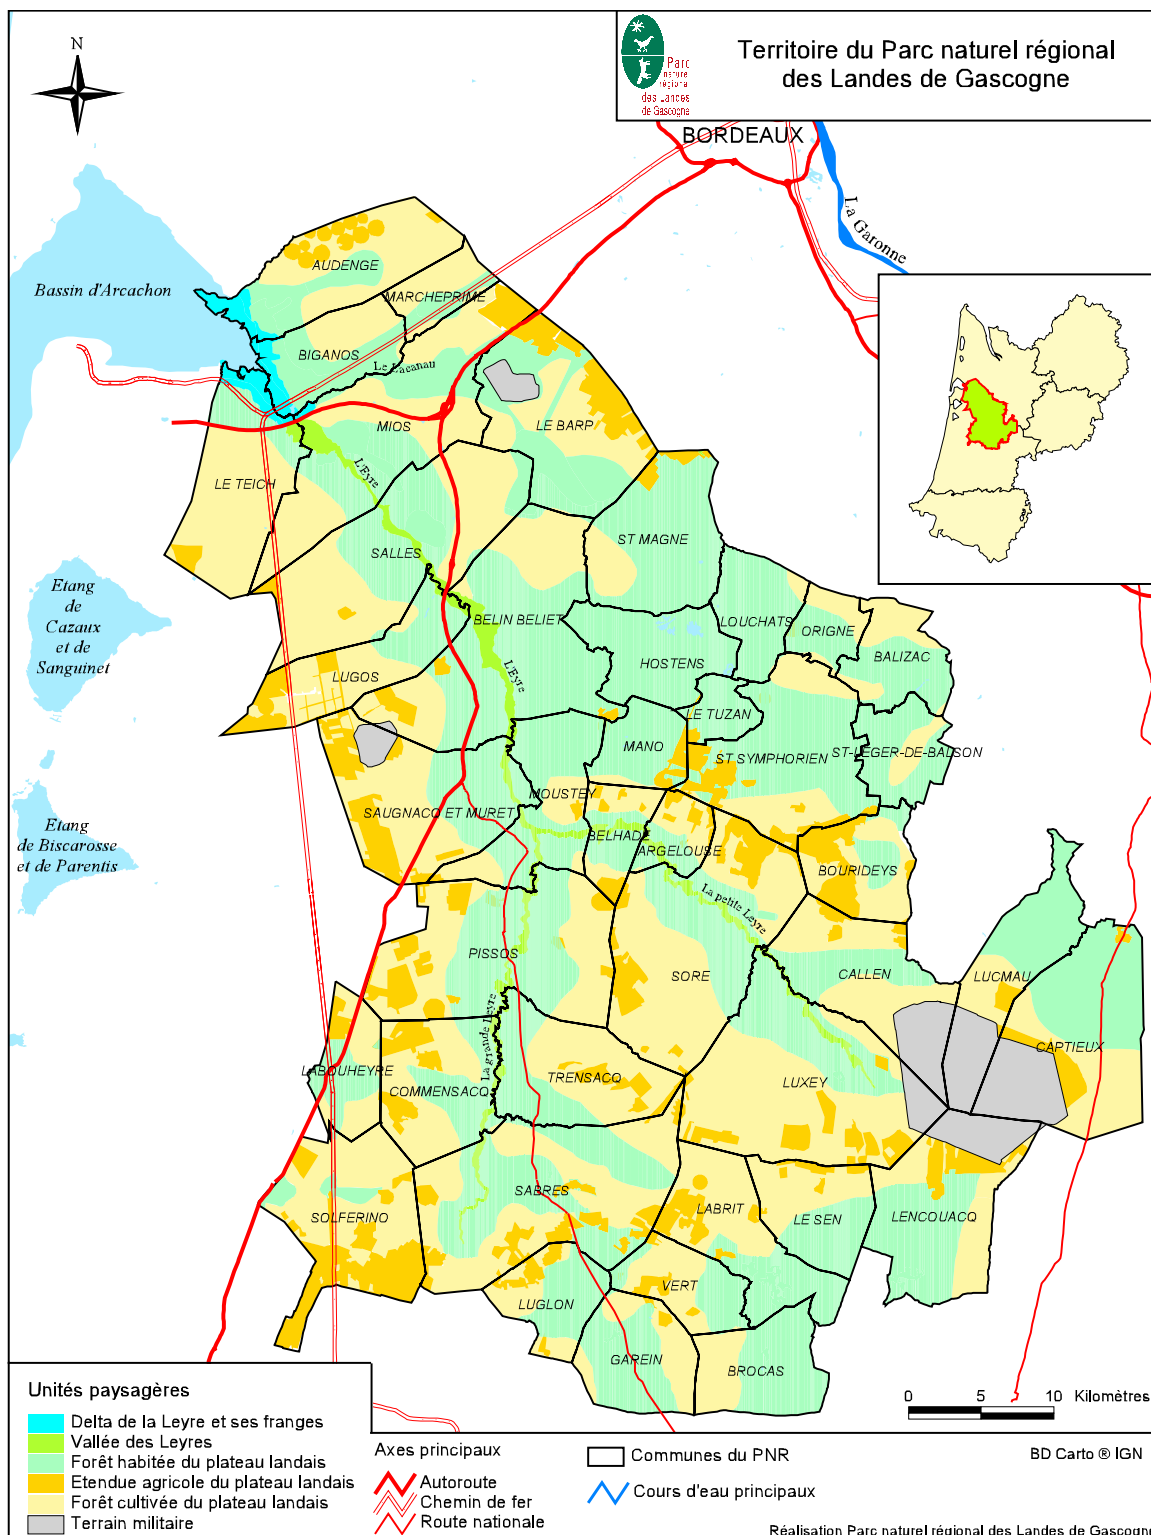 N
Parc
naturel
régional
des Landes
de Gascogne
Territoire du Parc naturel régional
des Landes de Gascogne
BORDEAUX
La Garonne
Bassin d'Arcachon
AUDENGE
MARCHEPRIME
BIGANOS
Le Lacanau
MIOS
LE BARP
LE TEICH
L'Eyre
SALLES
ST MAGNE
Etang
de
Cazaux
et de
Sanguinet
BELIN BELIET
LOUCHATS
ORIGNE
BALIZAC
HOSTENS
L'Eyre
LUGOS
LE TUZAN
MANO
ST SYMPHORIEN
ST-LEGER-DE-BALSON
MOUSTEY
SAUGNACQ ET MURET
Etang
de Biscarosse
et de Parentis
BELHADE
ARGELOUSE
BOURIDEYS
La petite Leyre
PISSOS
SORE
CALLEN
LUCMAU
CAPTIEUX
La grande Leyre
LABOUHEYRE
COMMENSACQ
TRENSACQ
LUXEY
SABRES
SOLFERINO
LABRIT
LE SEN
LENCOUACQ
VERT
LUGLON
GAREIN
BROCAS
Unités paysagères
Delta de la Leyre et ses franges
Vallée des Leyres
Forêt habitée du plateau landais
Etendue agricole du plateau landais
Forêt cultivée du plateau landais
Terrain militaire
Axes principaux
Autoroute
Chemin de fer
Route nationale
Communes du PNR
Cours d'eau principaux
0 5 10 Kilomètres
BD Carto ® IGN
Réalisation Parc naturel régional des Landes de Gascogne